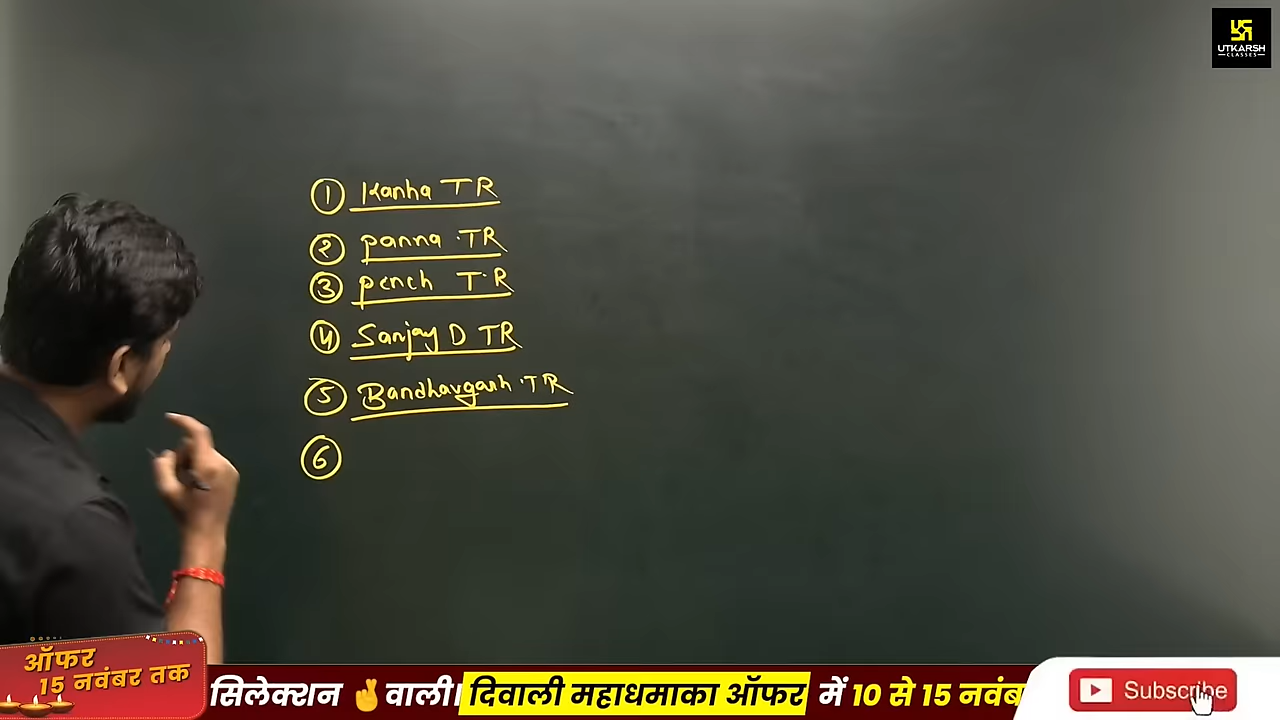 UTKARSH
CLASSES
① Kanha TR
② panna .TR
③ pench T.R
④ Sanjay D TR
⑤ Bandhavgarh .TR
⑥
ऑफर
15 नवंबर तक
सिलेक्शन 🤞 वाली दिवाली महाधमाका ऑफर में 10 से 15 नवंब
Subscribe